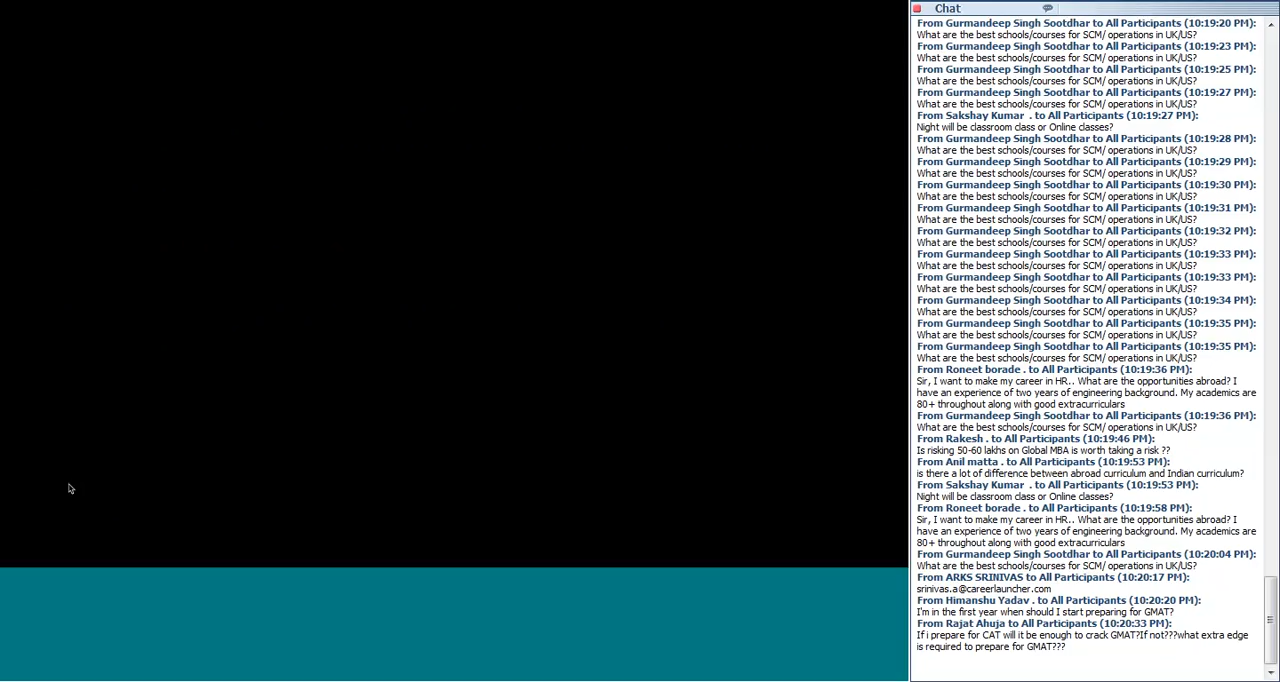 Chat
From Gurmandeep Singh Sootdhar to All Participants (10:19:20 PM):
What are the best schools/courses for SCM/ operations in UK/US?
From Gurmandeep Singh Sootdhar to All Participants (10:19:23 PM):
What are the best schools/courses for SCM/ operations in UK/US?
From Gurmandeep Singh Sootdhar to All Participants (10:19:25 PM):
What are the best schools/courses for SCM/ operations in UK/US?
From Gurmandeep Singh Sootdhar to All Participants (10:19:27 PM):
What are the best schools/courses for SCM/ operations in UK/US?
From Sakshay Kumar . to All Participants (10:19:27 PM):
Night will be classroom class or Online classes?
From Gurmandeep Singh Sootdhar to All Participants (10:19:28 PM):
What are the best schools/courses for SCM/ operations in UK/US?
From Gurmandeep Singh Sootdhar to All Participants (10:19:29 PM):
What are the best schools/courses for SCM/ operations in UK/US?
From Gurmandeep Singh Sootdhar to All Participants (10:19:30 PM):
What are the best schools/courses for SCM/ operations in UK/US?
From Gurmandeep Singh Sootdhar to All Participants (10:19:31 PM):
What are the best schools/courses for SCM/ operations in UK/US?
From Gurmandeep Singh Sootdhar to All Participants (10:19:32 PM):
What are the best schools/courses for SCM/ operations in UK/US?
From Gurmandeep Singh Sootdhar to All Participants (10:19:33 PM):
What are the best schools/courses for SCM/ operations in UK/US?
From Gurmandeep Singh Sootdhar to All Participants (10:19:33 PM):
What are the best schools/courses for SCM/ operations in UK/US?
From Gurmandeep Singh Sootdhar to All Participants (10:19:34 PM):
What are the best schools/courses for SCM/ operations in UK/US?
From Gurmandeep Singh Sootdhar to All Participants (10:19:35 PM):
What are the best schools/courses for SCM/ operations in UK/US?
From Gurmandeep Singh Sootdhar to All Participants (10:19:35 PM):
What are the best schools/courses for SCM/ operations in UK/US?
From Roneet borade . to All Participants (10:19:36 PM):
Sir, I want to make my career in HR.. What are the opportunities abroad? I
have an experience of two years of engineering background. My academics are
80+ throughout along with good extracurriculars
From Gurmandeep Singh Sootdhar to All Participants (10:19:36 PM):
What are the best schools/courses for SCM/ operations in UK/US?
From Rakesh . to All Participants (10:19:46 PM):
Is risking 50-60 lakhs on Global MBA is worth taking a risk ??
From Anil matta . to All Participants (10:19:53 PM):
is there a lot of difference between abroad curriculum and Indian curriculum?
From Sakshay Kumar . to All Participants (10:19:53 PM):
Night will be classroom class or Online classes?
From Roneet borade . to All Participants (10:19:58 PM):
Sir, I want to make my career in HR.. What are the opportunities abroad? I
have an experience of two years of engineering background. My academics are
80+ throughout along with good extracurriculars
From Gurmandeep Singh Sootdhar to All Participants (10:20:04 PM):
What are the best schools/courses for SCM/ operations in UK/US?
From ARKS SRINIVAS to All Participants (10:20:17 PM):
srinivas.a@careerlauncher.com
From Himanshu Yadav . to All Participants (10:20:20 PM):
I'm in the first year when should I start preparing for GMAT?
From Rajat Ahuja to All Participants (10:20:33 PM):
If i prepare for CAT will it be enough to crack GMAT?If not???what extra edge
is required to prepare for GMAT???